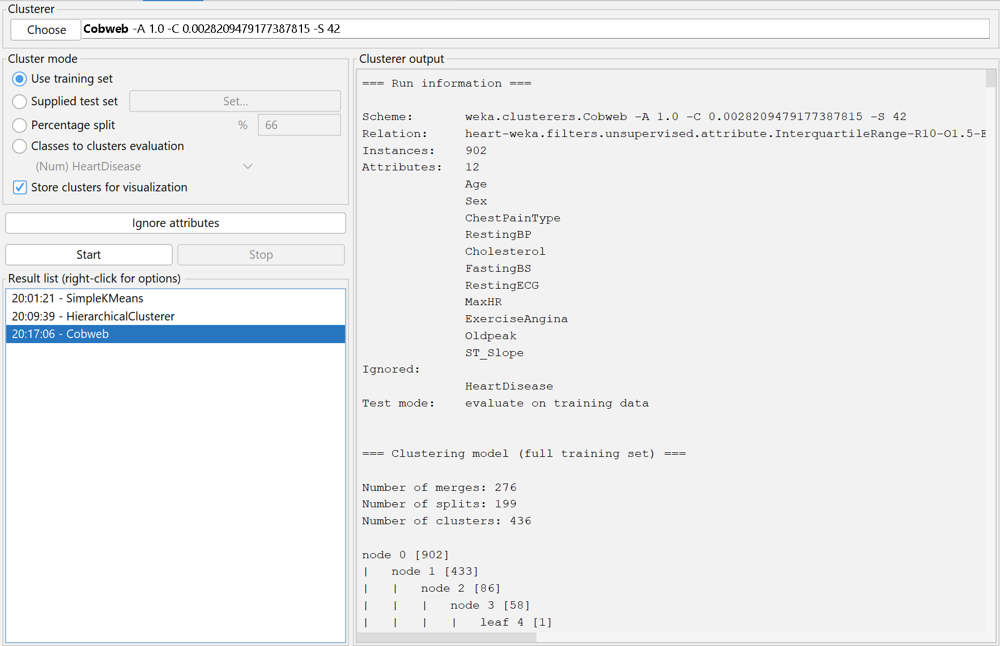 Clusterer
Choose
Cobweb -A 1.0 -C 0.0028209479177387815 -S 42
Cluster mode
Use training set
Supplied test set Set...
Percentage split % 66
Classes to clusters evaluation
(Num) HeartDisease
Store clusters for visualization
Ignore attributes
Start Stop
Result list (right-click for options)
20:01:21 - SimpleKMeans
20:09:39 - HierarchicalClusterer
20:17:06 - Cobweb
Clusterer output
=== Run information ===
Scheme: weka.clusterers.Cobweb -A 1.0 -C 0.0028209479177387815 -S 42
Relation: heart-weka.filters.unsupervised.attribute.InterquartileRange-R10-O1.5-E
Instances: 902
Attributes: 12
Age
Sex
ChestPainType
RestingBP
Cholesterol
FastingBS
RestingECG
MaxHR
ExerciseAngina
Oldpeak
ST_Slope
Ignored:
HeartDisease
Test mode: evaluate on training data
=== Clustering model (full training set) ===
Number of merges: 276
Number of splits: 199
Number of clusters: 436
node 0 [902]
| node 1 [433]
| | node 2 [86]
| | | node 3 [58]
| | | | leaf 4 [1]